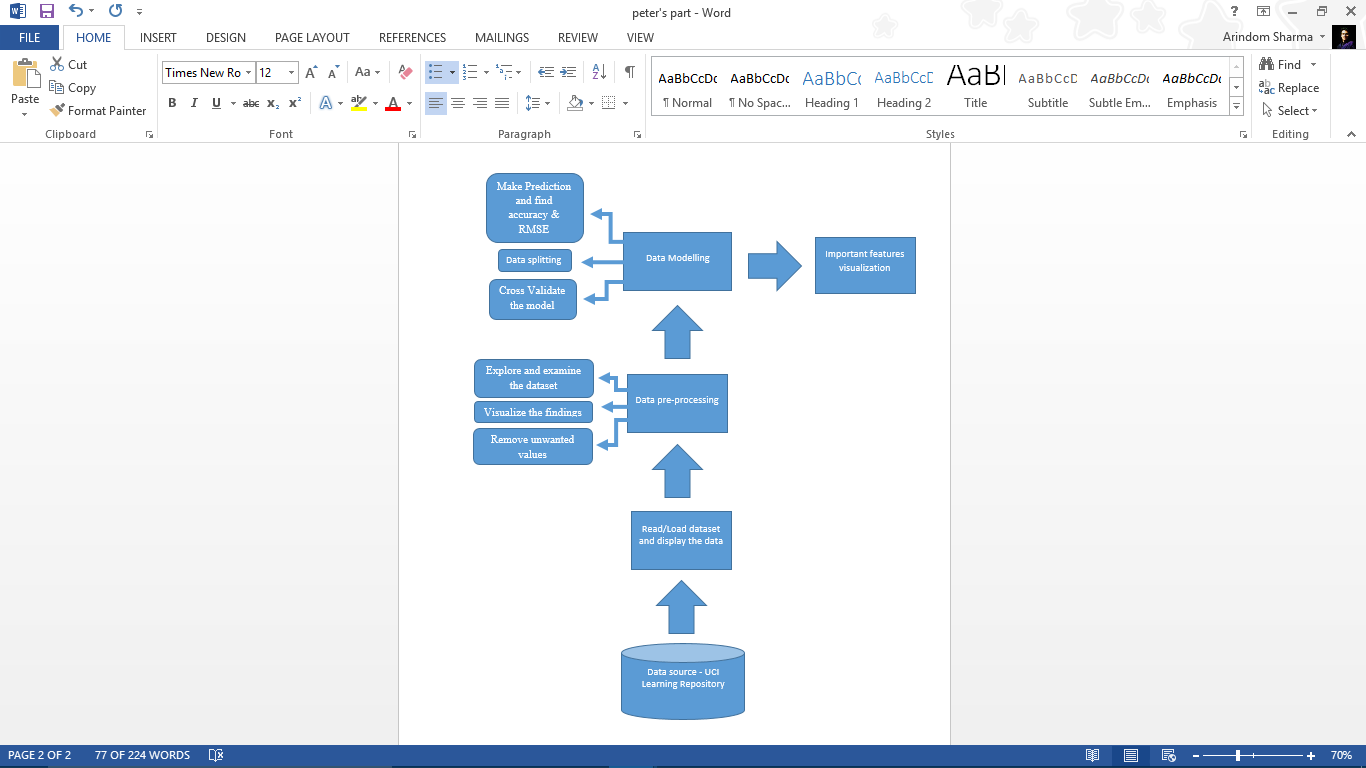 peter's part - Word
FILE HOME INSERT DESIGN PAGE LAYOUT REFERENCES MAILINGS REVIEW VIEW Arindom Sharma
Paste
Cut
Copy
Format Painter
Clipboard
Times New Ro 12
Font
Paragraph
AaBbCcDc AaBbCcDc AaBbCc AaBbCcD AaBl AaBbCcD AaBbCcDc AaBbCcDc
¶ Normal ¶ No Spac... Heading 1 Heading 2 Title Subtitle Subtle Em... Emphasis
Styles
Find
Replace
Select
Editing
Make Prediction
and find
accuracy &
RMSE
Data splitting
Cross Validate
the model
Data Modelling
Important features
visualization
Explore and examine
the dataset
Visualize the findings
Remove unwanted
values
Data pre-processing
Read/Load dataset
and display the data
Data source - UCI
Learning Repository
PAGE 2 OF 2 77 OF 224 WORDS 70%